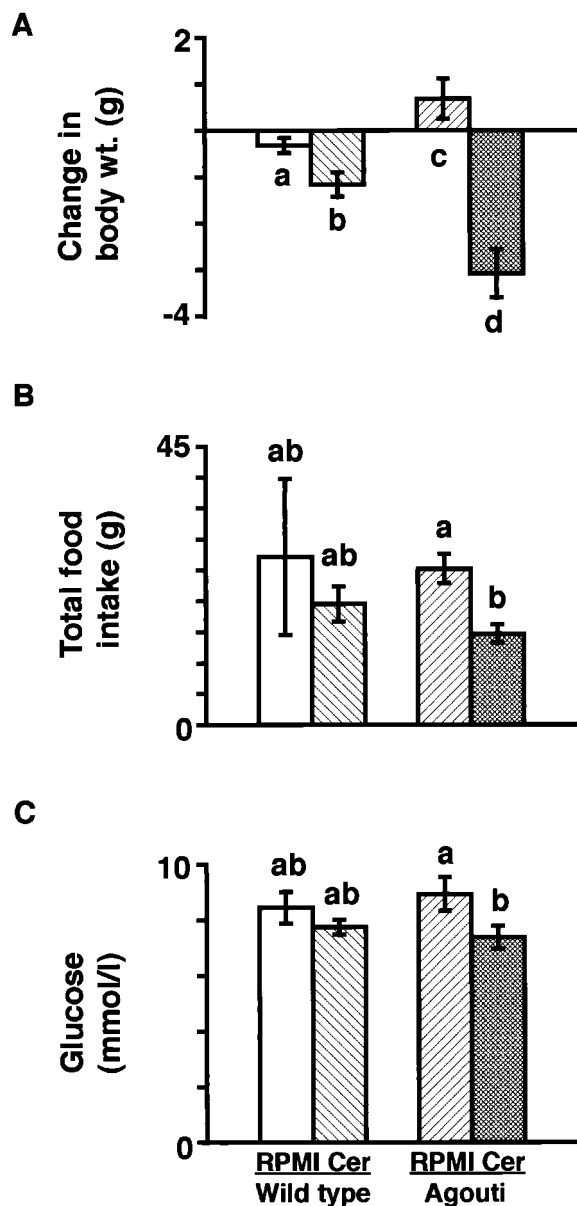 A
2
Change in
body wt. (g)
a
b
c
d
-4
B
45
Total food
intake (g)
ab
ab
a
b
0
C
10
Glucose
(mmol/l)
ab
ab
a
b
0
RPMI Cer RPMI Cer
Wild type Agouti